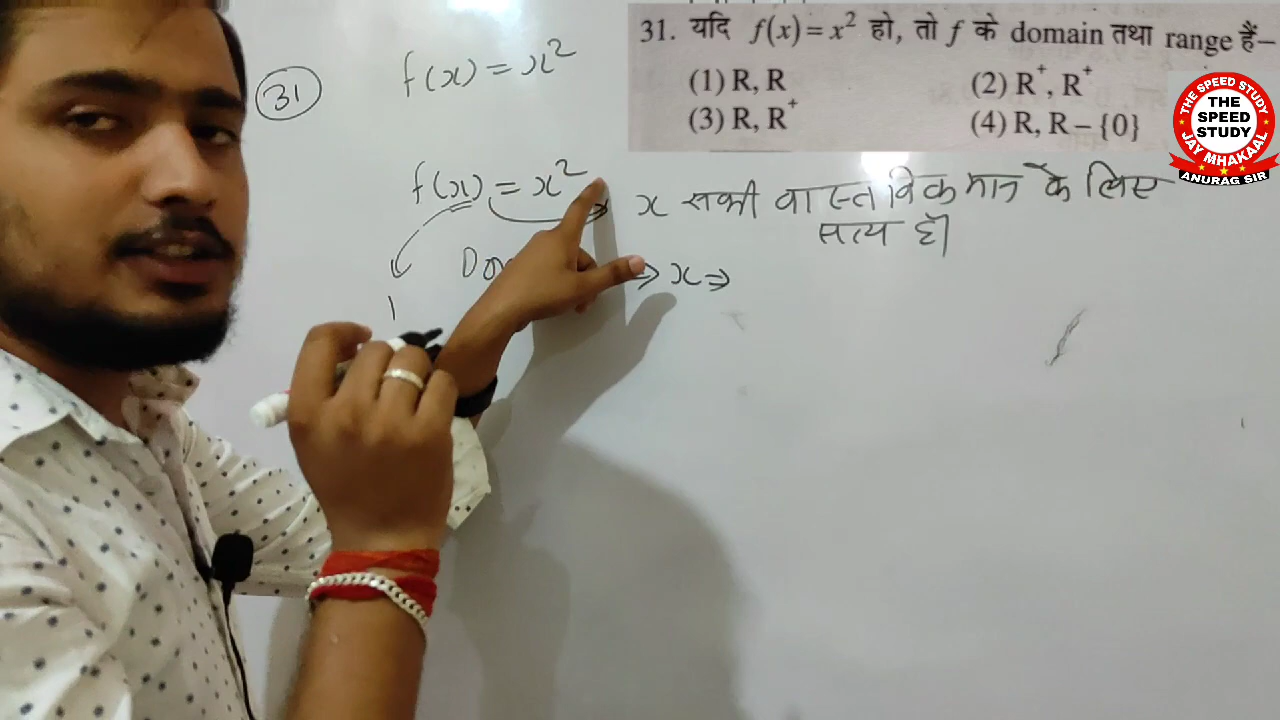 31. यदि f(x) = x² हो, तो f के domain तथा range हैं–
(1) R, R
(2) R⁺, R⁺
(3) R, R⁺
(4) R, R – {0}
THE SPEED STUDY
THE
SPEED
STUDY
JAY MHAKAAL
ANURAG SIR
31
f(x) = x²
f(x) = x²
x सभी वास्तविक मान के लिए
सत्य है।
⇒ x ⇒